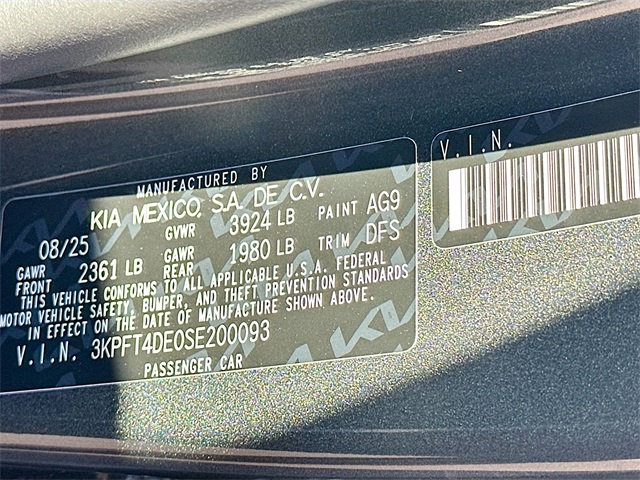 MANUFACTURED BY
KIA MEXICO, S.A. DE C.V.
08/25 GVWR 3924 LB PAINT AG9
GAWR FRONT 2361 LB GAWR REAR 1980 LB TRIM DFS
THIS VEHICLE CONFORMS TO ALL APPLICABLE U.S.A. FEDERAL
MOTOR VEHICLE SAFETY, BUMPER, AND THEFT PREVENTION STANDARDS
IN EFFECT ON THE DATE OF MANUFACTURE SHOWN ABOVE.
V.I.N. 3KPFT4DE0SE200093
PASSENGER CAR
V.I.N.